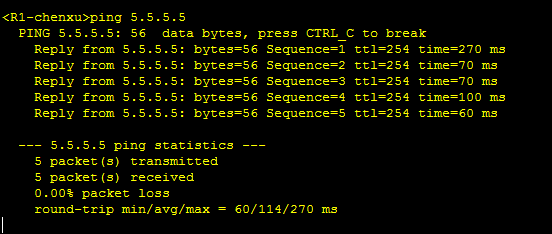 <R1-chenxu>ping 5.5.5.5
PING 5.5.5.5: 56  data bytes, press CTRL_C to break
Reply from 5.5.5.5: bytes=56 Sequence=1 ttl=254 time=270 ms
Reply from 5.5.5.5: bytes=56 Sequence=2 ttl=254 time=70 ms
Reply from 5.5.5.5: bytes=56 Sequence=3 ttl=254 time=70 ms
Reply from 5.5.5.5: bytes=56 Sequence=4 ttl=254 time=100 ms
Reply from 5.5.5.5: bytes=56 Sequence=5 ttl=254 time=60 ms
--- 5.5.5.5 ping statistics ---
5 packet(s) transmitted
5 packet(s) received
0.00% packet loss
round-trip min/avg/max = 60/114/270 ms